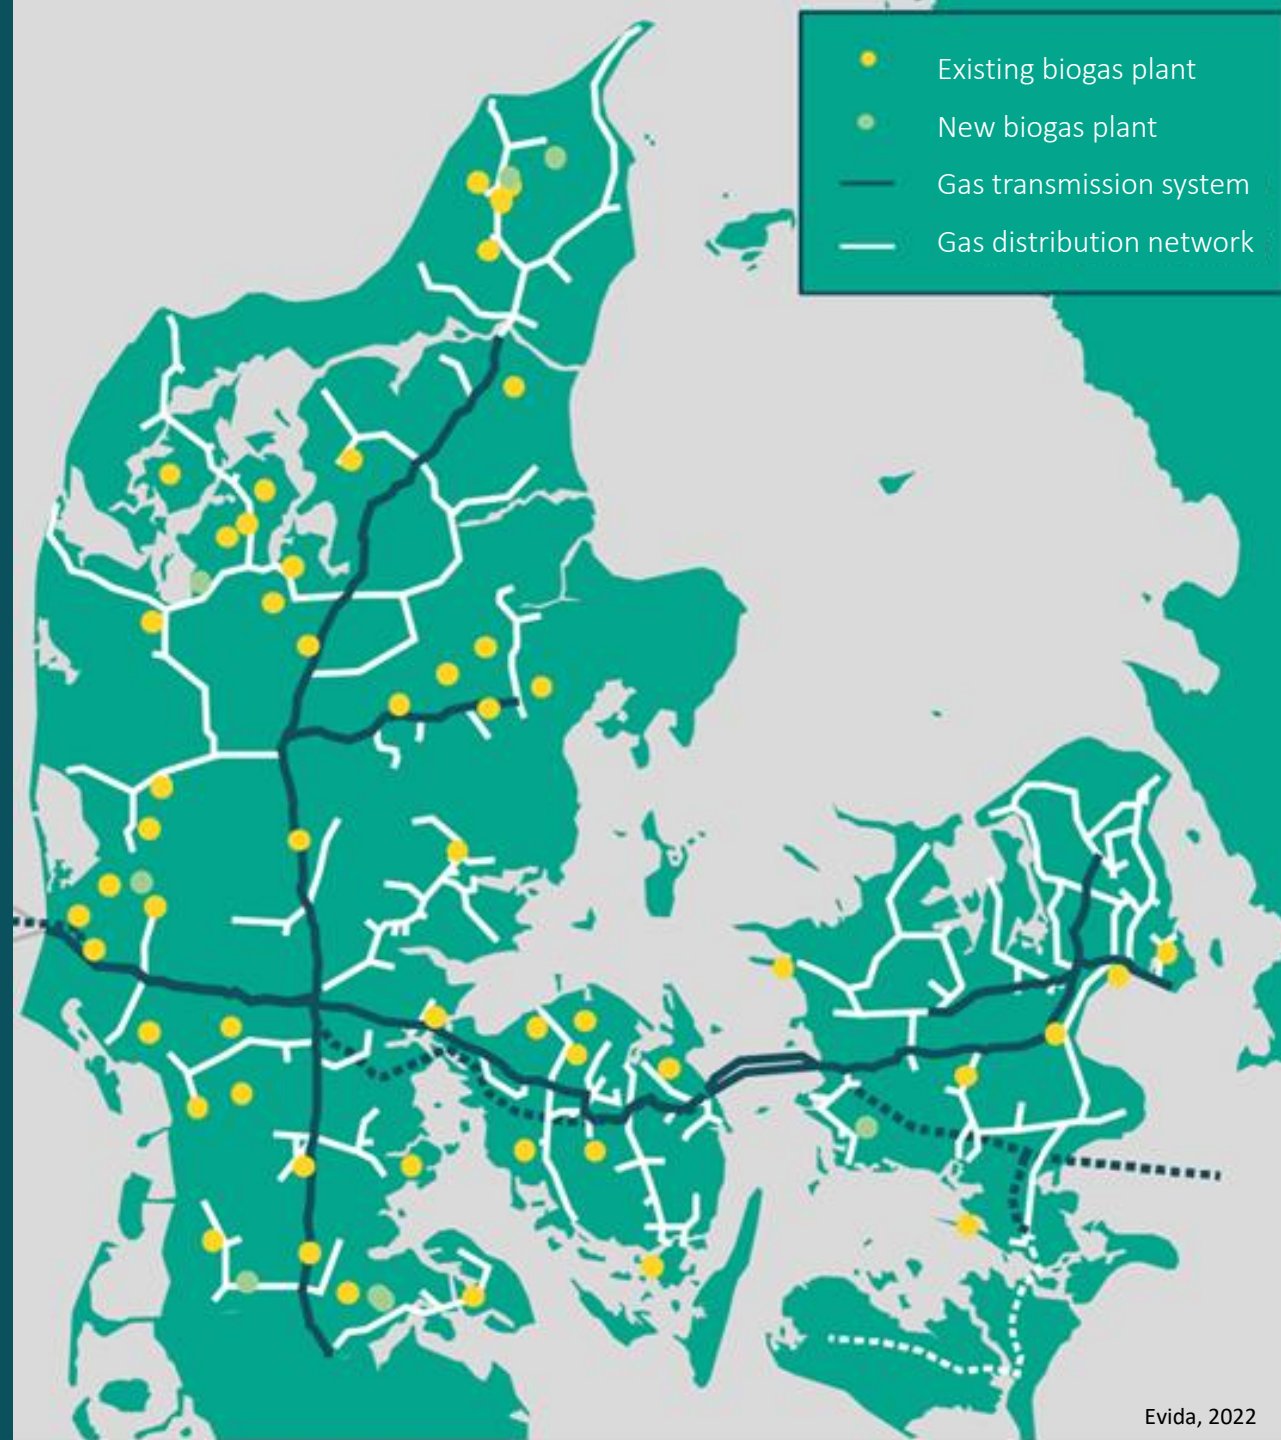 Existing biogas plant
New biogas plant
Gas transmission system
Gas distribution network
Evida, 2022